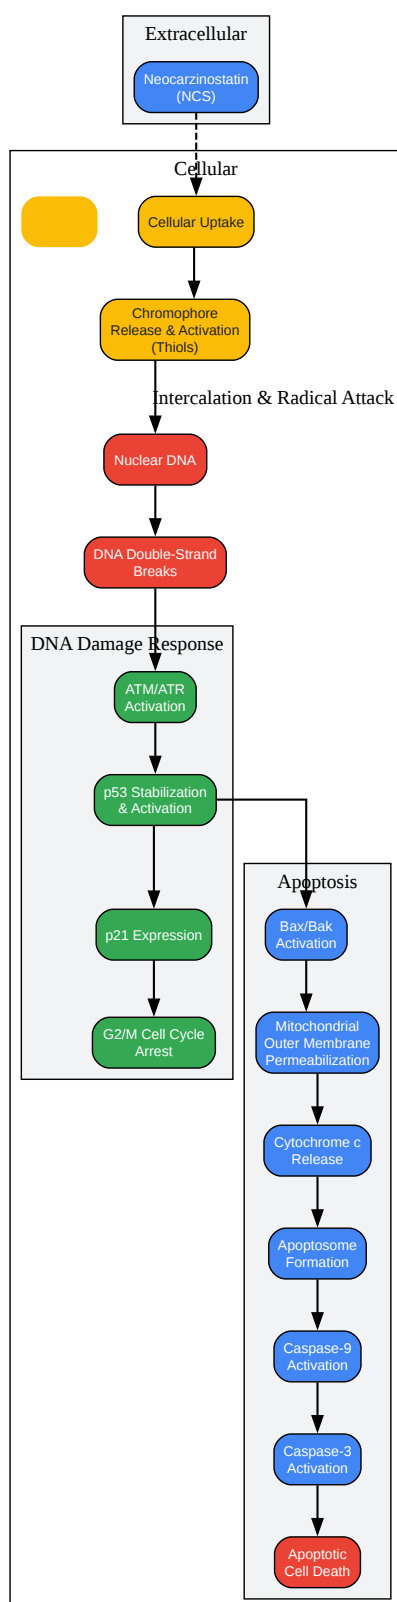 Extracellular
Neocarzinostatin
(NCS)
Cellular
Cellular Uptake
Chromophore
Release & Activation
(Thiols)
Intercalation & Radical Attack
Nuclear DNA
DNA Double-Strand
Breaks
DNA Damage Response
ATM/ATR
Activation
p53 Stabilization
& Activation
p21 Expression
G2/M Cell Cycle
Arrest
Apoptosis
Bax/Bak
Activation
Mitochondrial
Outer Membrane
Permeabilization
Cytochrome c
Release
Apoptosome
Formation
Caspase-9
Activation
Caspase-3
Activation
Apoptotic
Cell Death